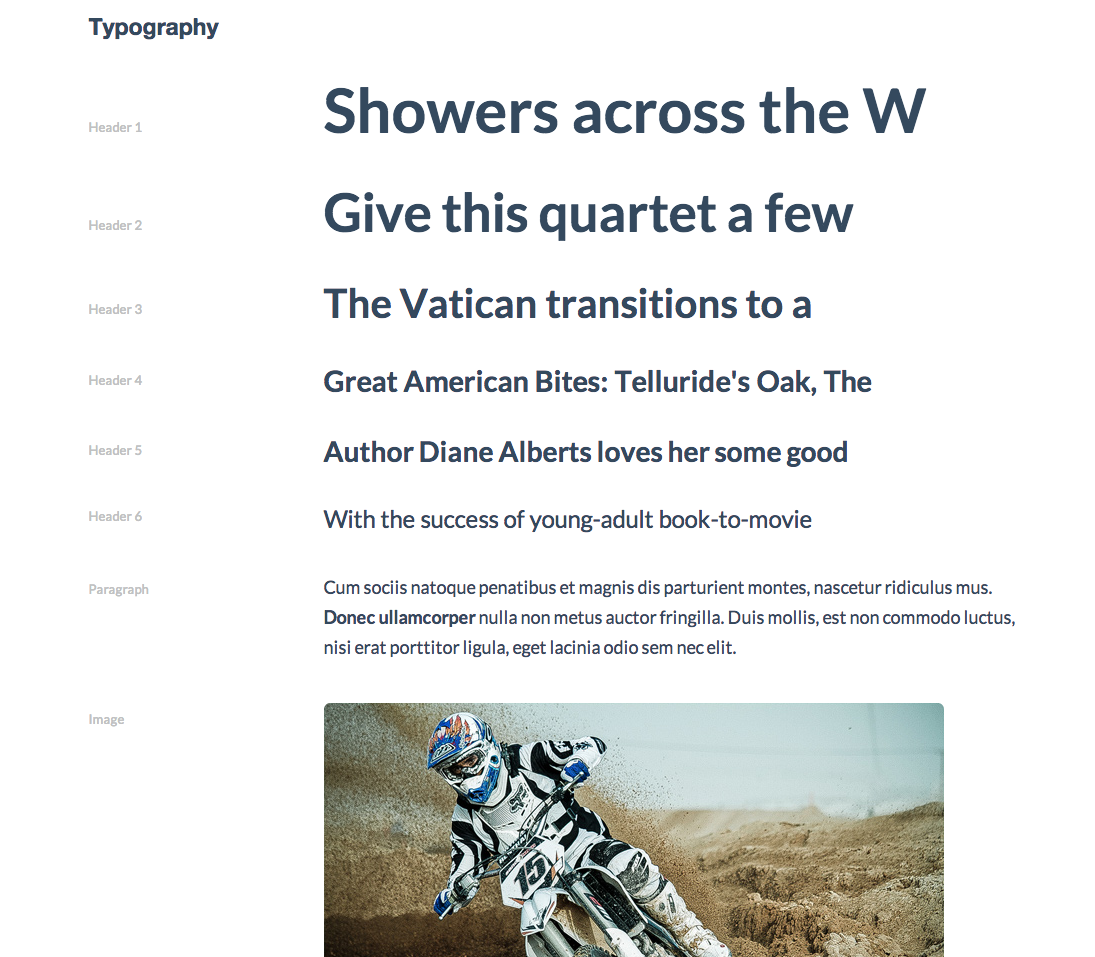 Typography
Header 1
Showers across the W
Header 2
Give this quartet a few
Header 3
The Vatican transitions to a
Header 4
Great American Bites: Telluride's Oak, The
Header 5
Author Diane Alberts loves her some good
Header 6
With the success of young-adult book-to-movie
Paragraph
Cum sociis natoque penatibus et magnis dis parturient montes, nascetur ridiculus mus.
Donec ullamcorper nulla non metus auctor fringilla. Duis mollis, est non commodo luctus,
nisi erat porttitor ligula, eget lacinia odio sem nec elit.
Image
15